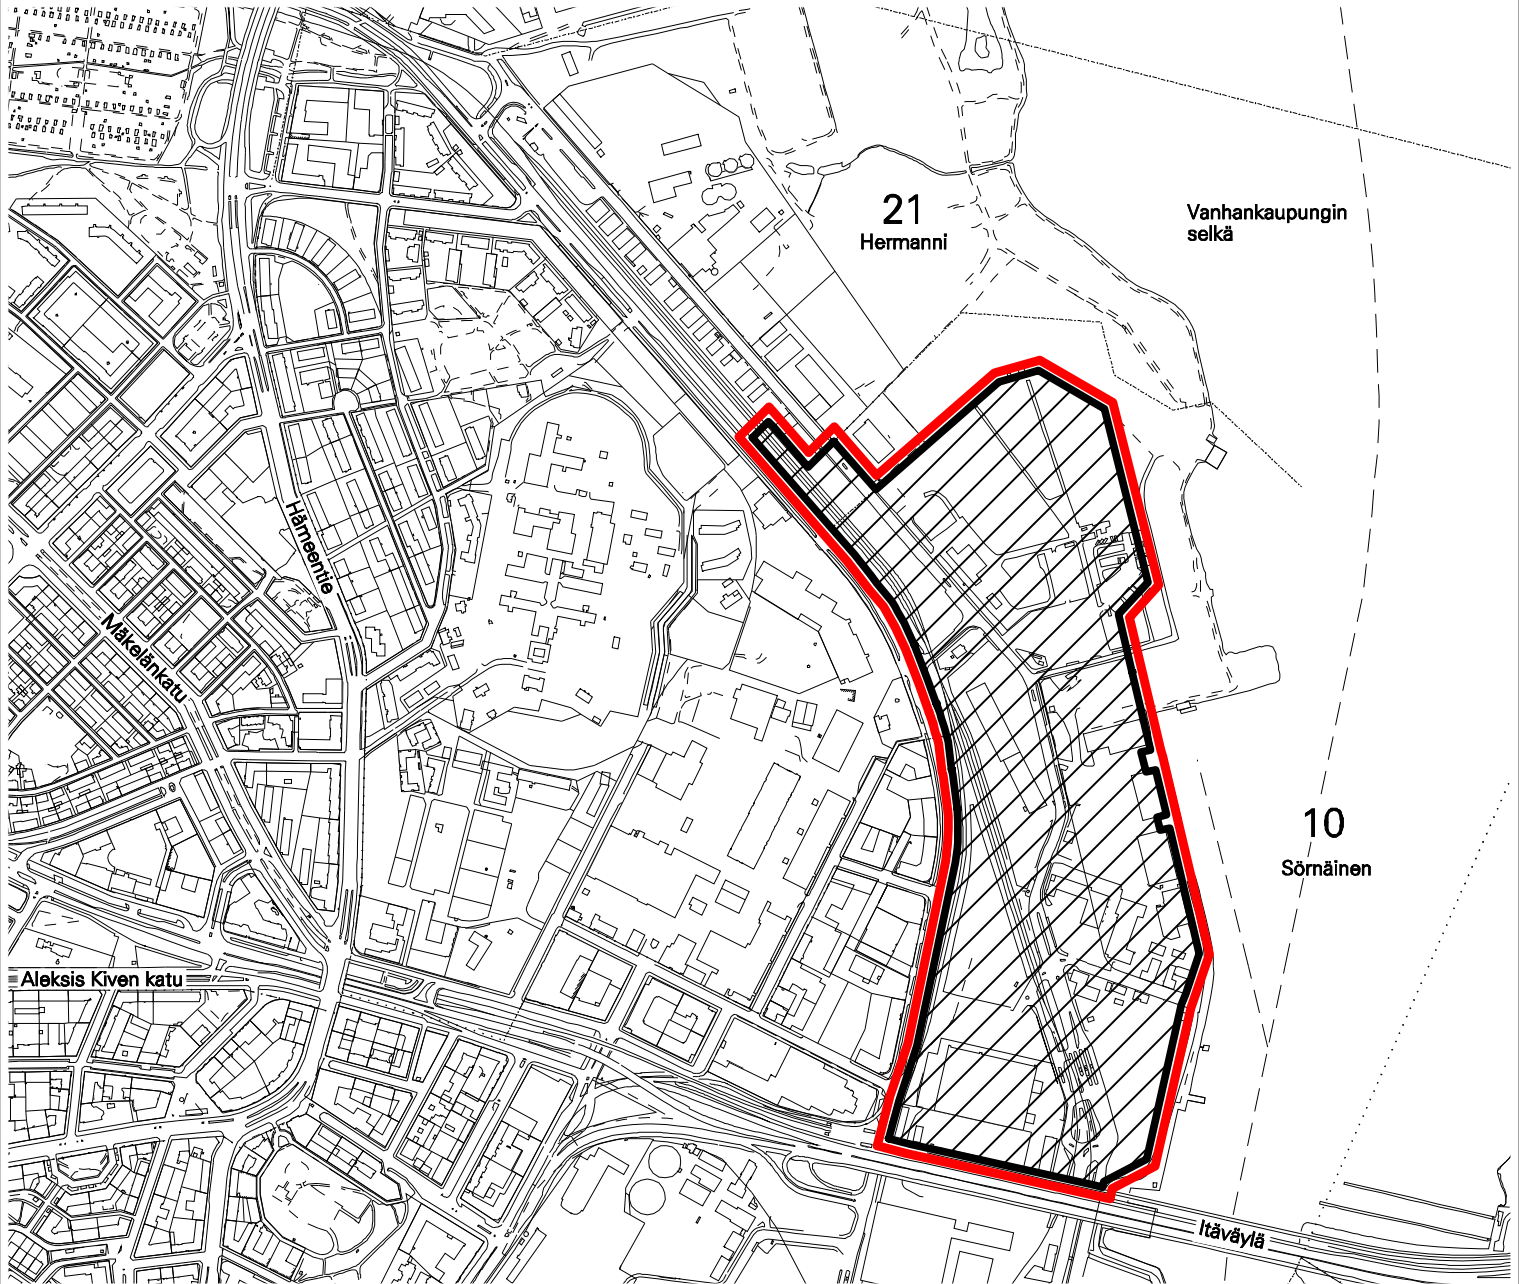 21
Hermanni
Vanhankaupungin
selkä
Hämeentie
Mäkelänkatu
10
Sörnäinen
Aleksis Kiven katu
Itäväylä